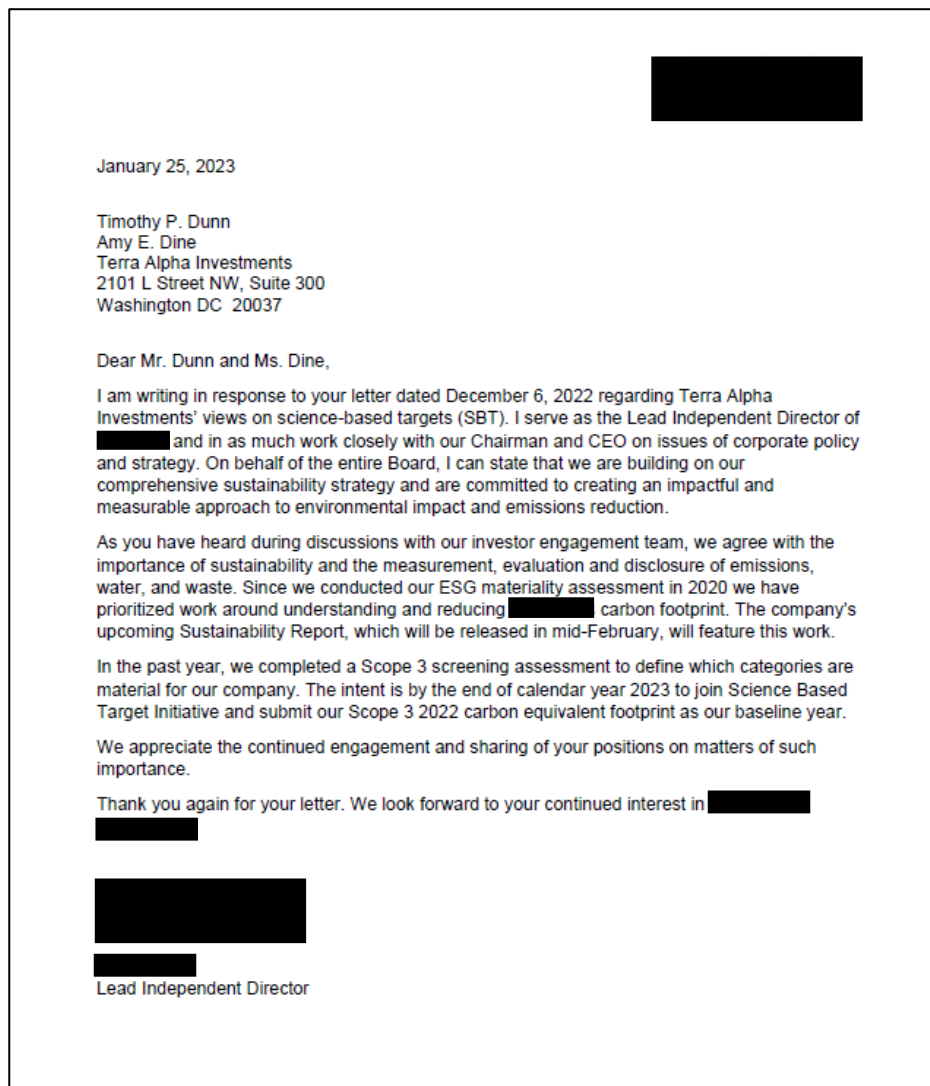 January 25, 2023
Timothy P. Dunn
Amy E. Dine
Terra Alpha Investments
2101 L Street NW, Suite 300
Washington DC  20037
Dear Mr. Dunn and Ms. Dine,
I am writing in response to your letter dated December 6, 2022 regarding Terra Alpha
Investments' views on science-based targets (SBT). I serve as the Lead Independent Director of
and in as much work closely with our Chairman and CEO on issues of corporate policy
and strategy. On behalf of the entire Board, I can state that we are building on our
comprehensive sustainability strategy and are committed to creating an impactful and
measurable approach to environmental impact and emissions reduction.
As you have heard during discussions with our investor engagement team, we agree with the
importance of sustainability and the measurement, evaluation and disclosure of emissions,
water, and waste. Since we conducted our ESG materiality assessment in 2020 we have
prioritized work around understanding and reducing carbon footprint. The company's
upcoming Sustainability Report, which will be released in mid-February, will feature this work.
In the past year, we completed a Scope 3 screening assessment to define which categories are
material for our company. The intent is by the end of calendar year 2023 to join Science Based
Target Initiative and submit our Scope 3 2022 carbon equivalent footprint as our baseline year.
We appreciate the continued engagement and sharing of your positions on matters of such
importance.
Thank you again for your letter. We look forward to your continued interest in
Lead Independent Director